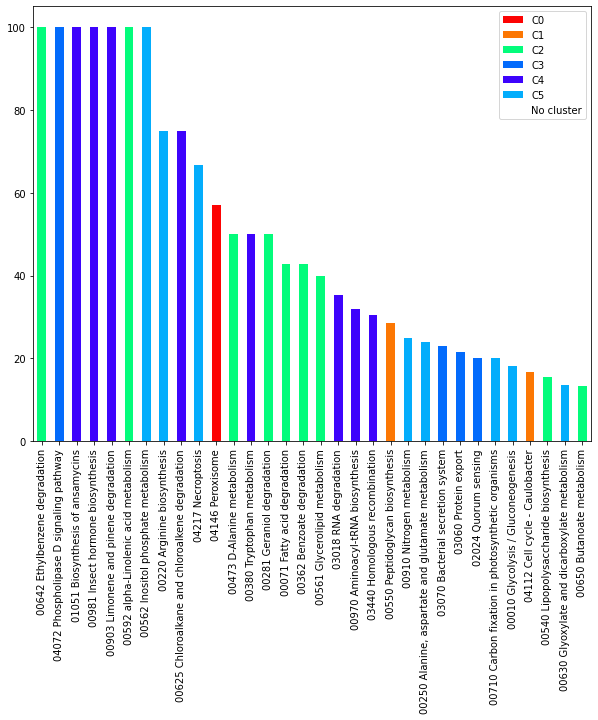 100
80
60
40
20
0
C0
C1
C2
C3
C4
C5
No cluster
00642 Ethylbenzene degradation
04072 Phospholipase D signaling pathway
01051 Biosynthesis of ansamycins
00981 Insect hormone biosynthesis
00903 Limonene and pinene degradation
00592 alpha-Linolenic acid metabolism
00562 Inositol phosphate metabolism
00220 Arginine biosynthesis
00625 Chloroalkane and chloroalkene degradation
04217 Necroptosis
04146 Peroxisome
00473 D-Alanine metabolism
00380 Tryptophan metabolism
00281 Geraniol degradation
00071 Fatty acid degradation
00362 Benzoate degradation
00561 Glycerolipid metabolism
03018 RNA degradation
00970 Aminoacyl-tRNA biosynthesis
03440 Homologous recombination
00550 Peptidoglycan biosynthesis
00910 Nitrogen metabolism
00250 Alanine, aspartate and glutamate metabolism
03070 Bacterial secretion system
03060 Protein export
02024 Quorum sensing
00710 Carbon fixation in photosynthetic organisms
00010 Glycolysis / Gluconeogenesis
04112 Cell cycle - Caulobacter
00540 Lipopolysaccharide biosynthesis
00630 Glyoxylate and dicarboxylate metabolism
00650 Butanoate metabolism